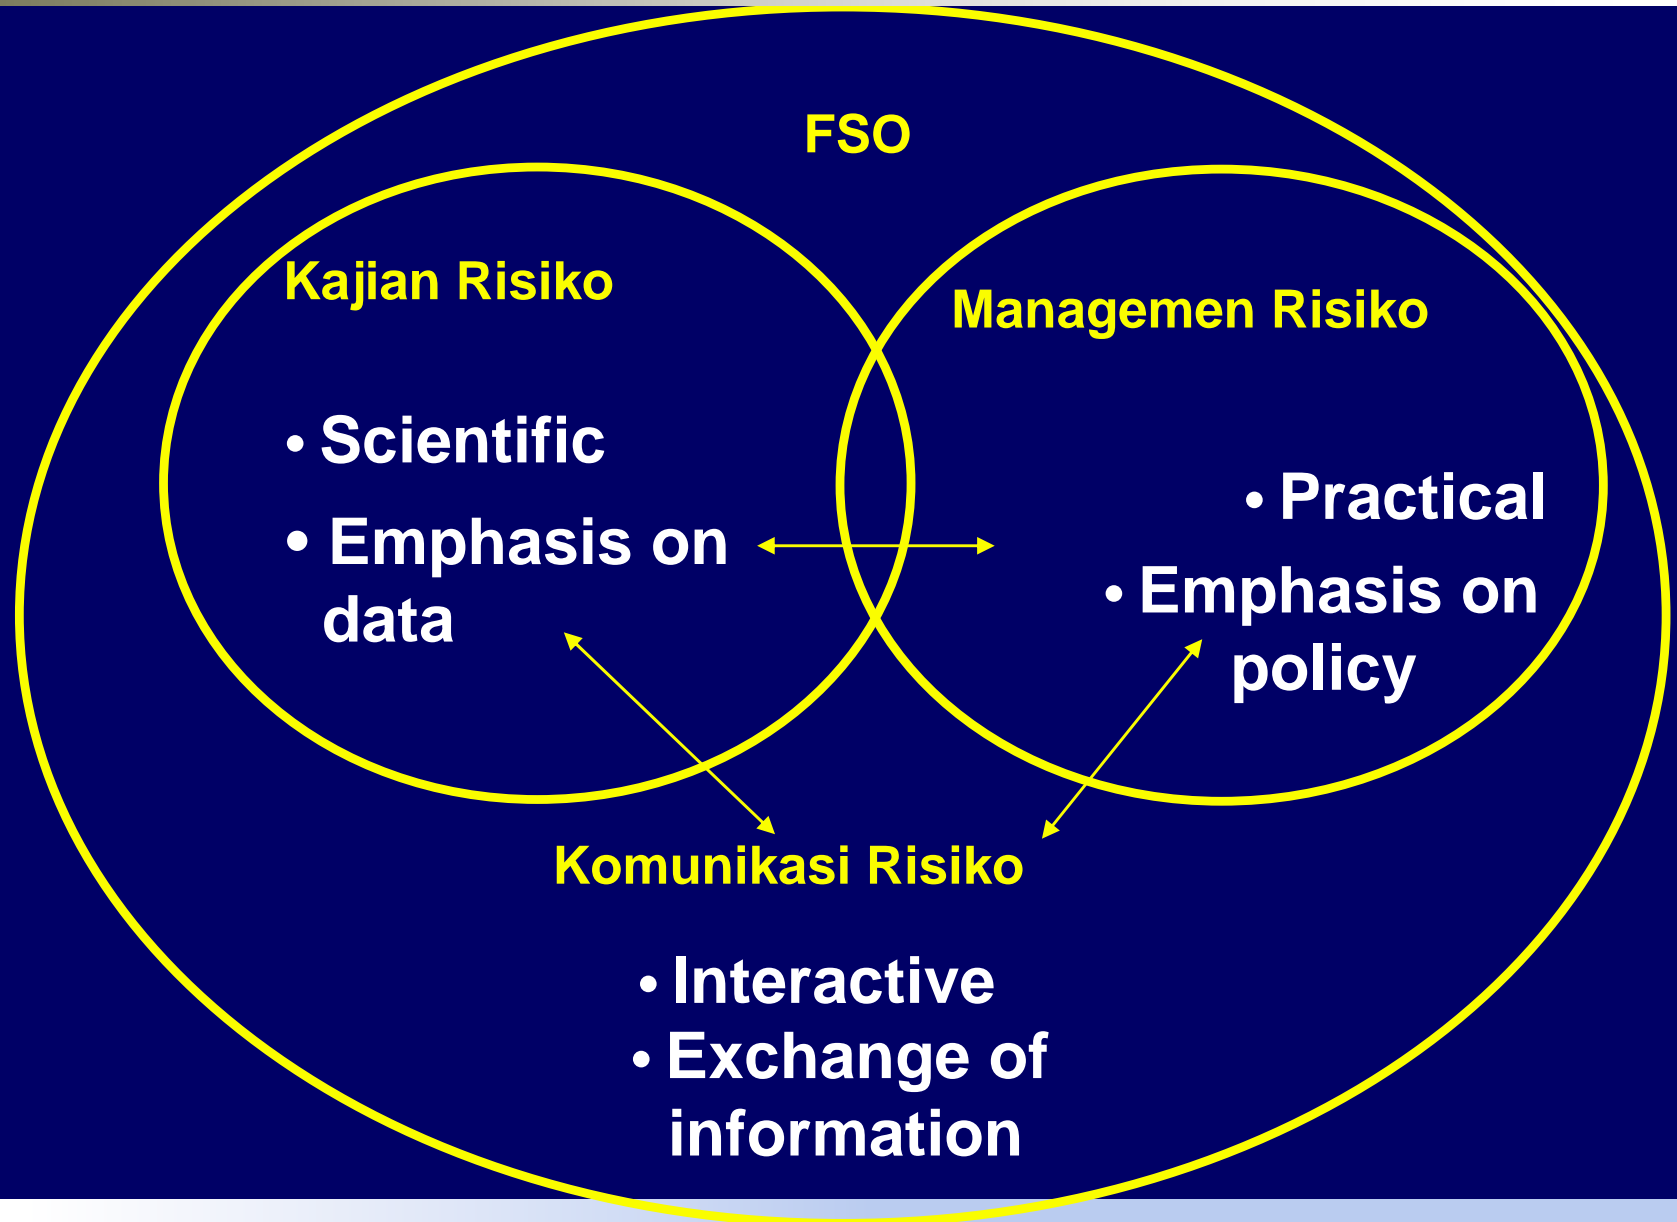 FSO
Kajian Risiko
• Scientific
• Emphasis on
data
Managemen Risiko
• Practical
• Emphasis on
policy
Komunikasi Risiko
• Interactive
• Exchange of
information